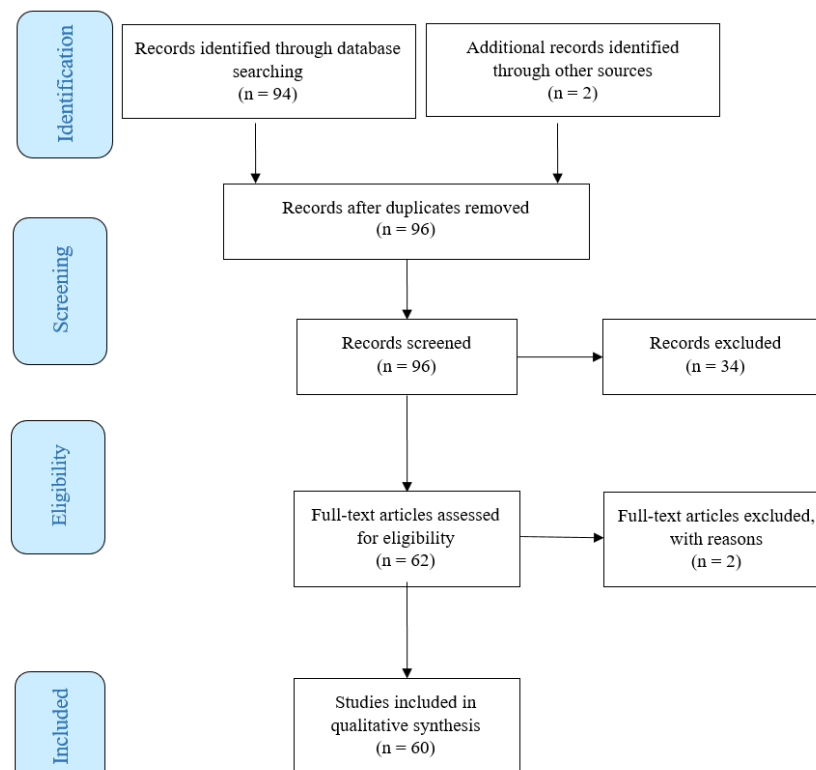 Identification
Records identified through database
searching
(n = 94)
Additional records identified
through other sources
(n = 2)
Records after duplicates removed
(n = 96)
Screening
Records screened
(n = 96)
Records excluded
(n = 34)
Eligibility
Full-text articles assessed
for eligibility
(n = 62)
Full-text articles excluded,
with reasons
(n = 2)
Included
Studies included in
qualitative synthesis
(n = 60)